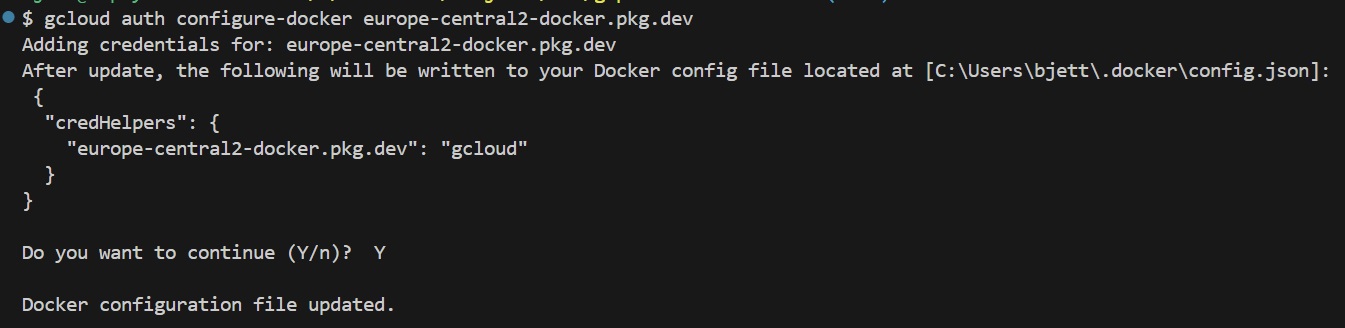 $ gcloud auth configure-docker europe-central2-docker.pkg.dev
Adding credentials for: europe-central2-docker.pkg.dev
After update, the following will be written to your Docker config file located at [C:\Users\bjett\.docker\config.json]:
 {
  "credHelpers": {
    "europe-central2-docker.pkg.dev": "gcloud"
  }
}
Do you want to continue (Y/n)?  Y
Docker configuration file updated.